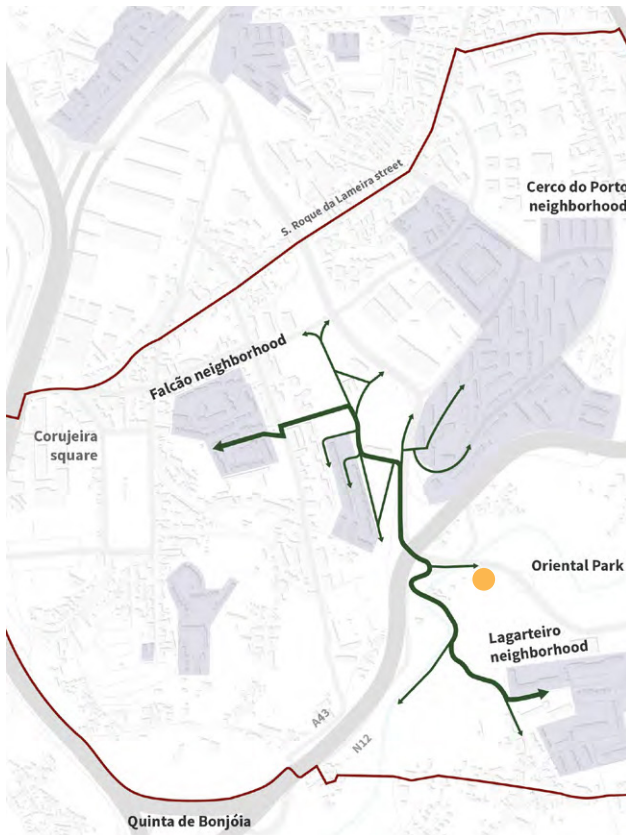 Cerco do Porto
neighborhood
S. Roque da Lameira street
Falcão neighborhood
Corujeira
square
Oriental Park
Lagarteiro
neighborhood
A43
N12
Quinta de Bonjóia